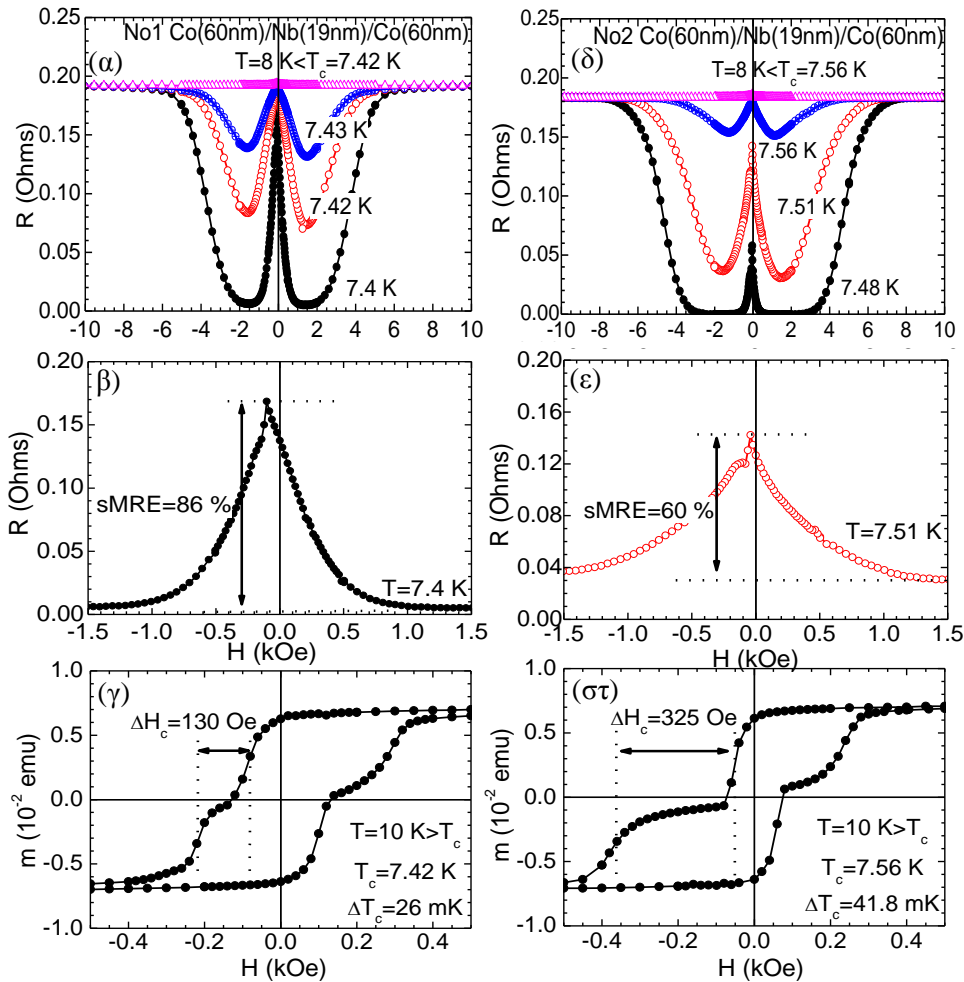 No1 Co(60nm)/Nb(19nm)/Co(60nm)
(α)
T=8 K<Tc=7.42 K
7.43 K
7.42 K
7.4 K
R (Ohms)
0.20
0.15
0.10
0.05
0.00
-10 -8 -6 -4 -2 0 2 4 6 8 10
No2 Co(60nm)/Nb(19nm)/Co(60nm)
(δ)
T=8 K<Tc=7.56 K
7.56 K
7.51 K
7.48 K
R (Ohms)
0.20
0.15
0.10
0.05
0.00
-10 -8 -6 -4 -2 0 2 4 6 8 10
(β)
sMRE=86 %
T=7.4 K
R (Ohms)
0.20
0.15
0.10
0.05
0.00
-1.5 -1.0 -0.5 0.0 0.5 1.0 1.5
H (kOe)
(ε)
sMRE=60 %
T=7.51 K
R (Ohms)
0.20
0.16
0.12
0.08
0.04
0.00
-1.5 -1.0 -0.5 0.0 0.5 1.0 1.5
H (kOe)
(γ)
ΔHc=130 Oe
T=10 K>Tc
Tc=7.42 K
ΔTc=26 mK
m (10-2 emu)
1.0
0.5
0.0
-0.5
-1.0
-0.4 -0.2 0.0 0.2 0.4
H (kOe)
(στ)
ΔHc=325 Oe
T=10 K>Tc
Tc=7.56 K
ΔTc=41.8 mK
m (10-2 emu)
1.0
0.5
0.0
-0.5
-1.0
-0.4 -0.2 0.0 0.2 0.4
H (kOe)